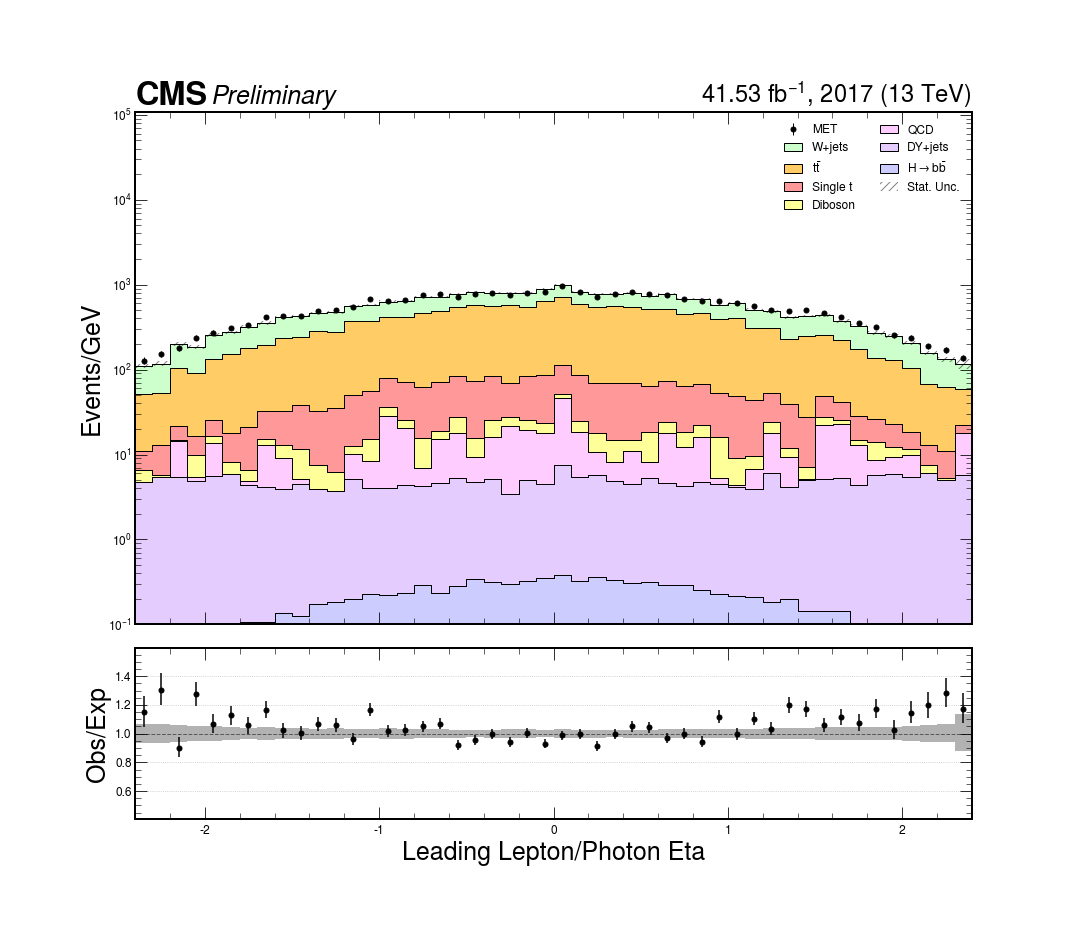 CMS Preliminary
41.53 fb⁻¹, 2017 (13 TeV)
10⁵
10⁴
10³
10²
10¹
10⁰
10⁻¹
Events/GeV
MET
W+jets
tt̄
Single t
Diboson
QCD
DY+jets
H→bb̄
Stat. Unc.
1.4
1.2
1.0
0.8
0.6
Obs/Exp
-2 -1 0 1 2
Leading Lepton/Photon Eta